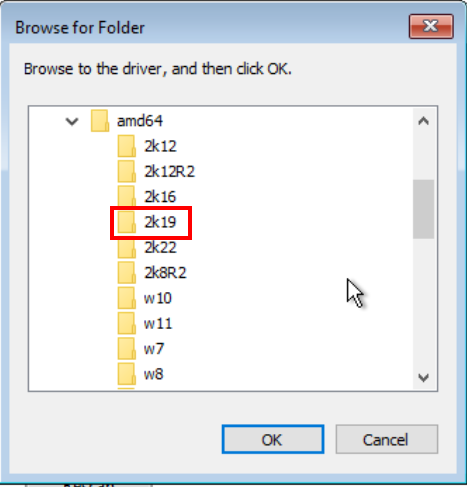 Browse for Folder
Browse to the driver, and then click OK.
amd64
2k12
2k12R2
2k16
2k19
2k22
2k8R2
w10
w11
w7
w8
OK
Cancel